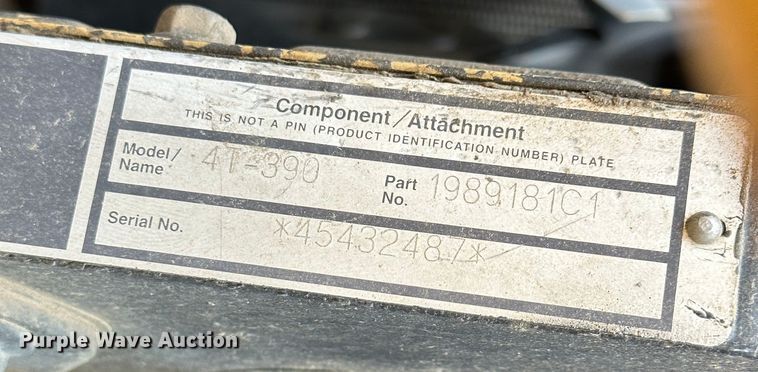 Component/Attachment
THIS IS NOT A PIN (PRODUCT IDENTIFICATION NUMBER) PLATE
Model/ Name 4T-390 Part No. 1989181C1
Serial No. *45432487*
Purple Wave Auction